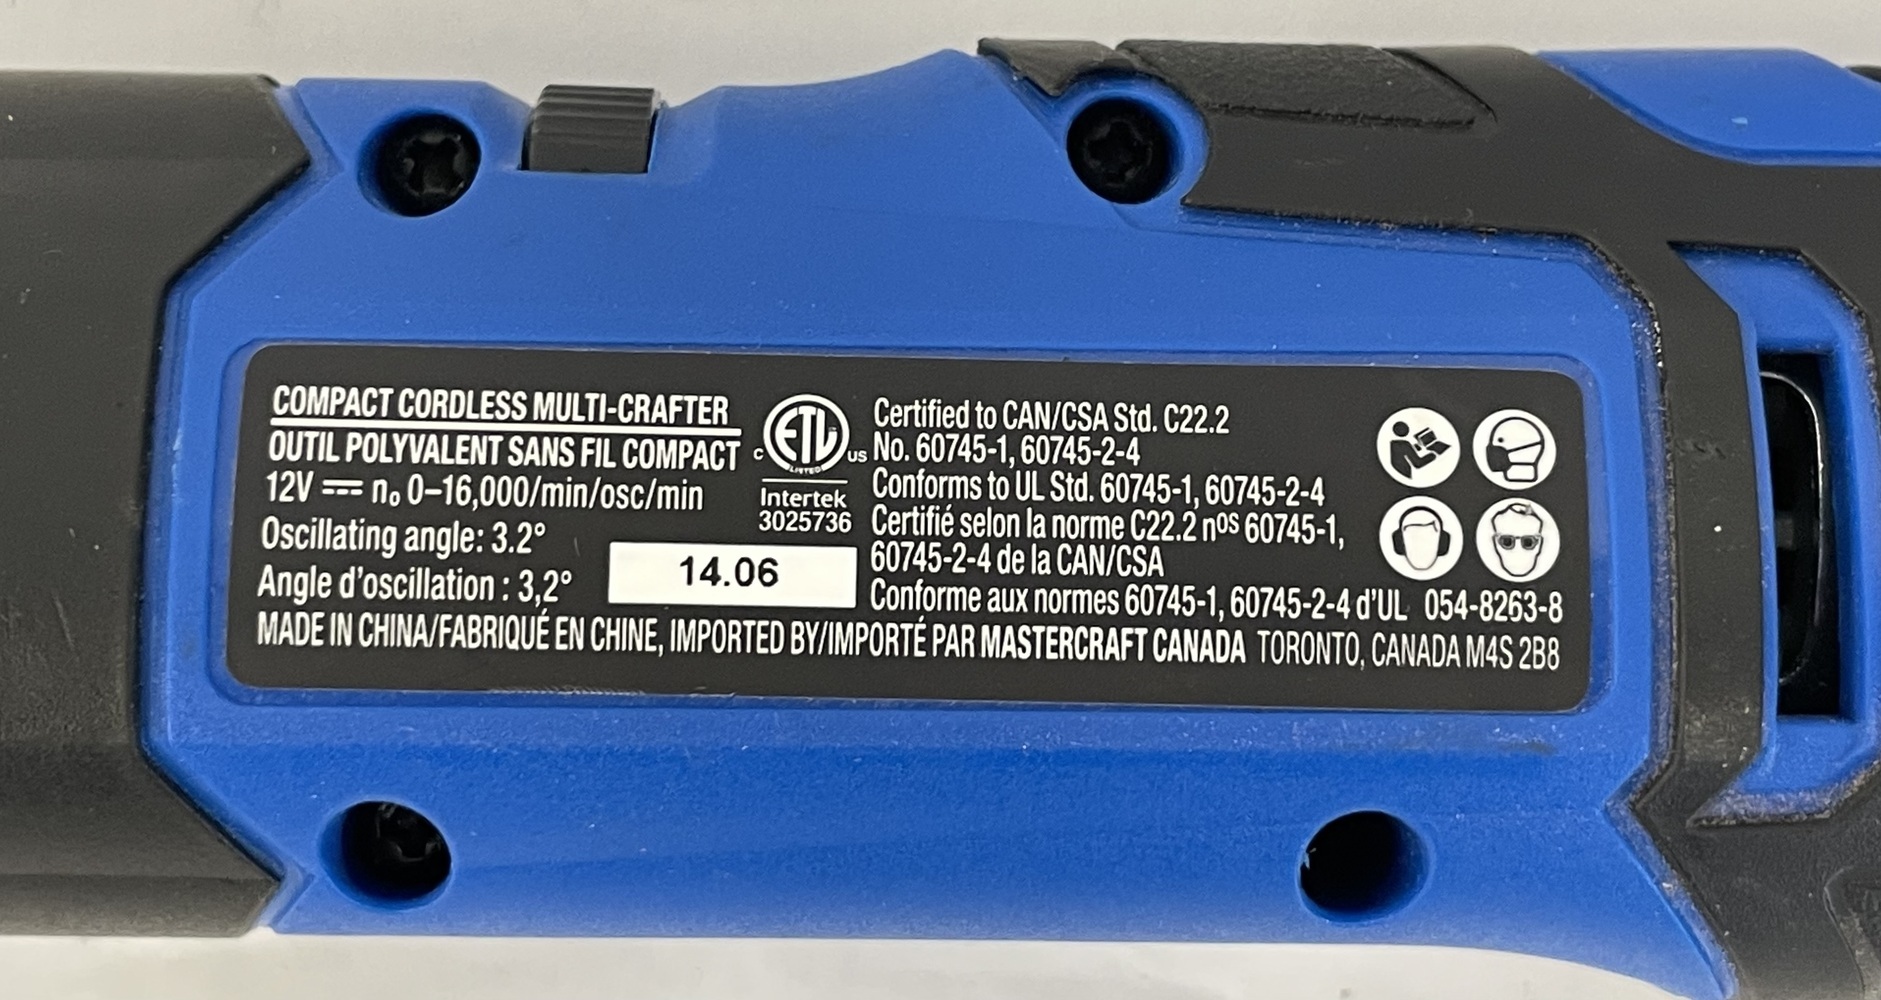 COMPACT CORDLESS MULTI-CRAFTER
OUTIL POLYVALENT SANS FIL COMPACT
12V ⎓ nₒ 0–16,000/min/osc/min
Oscillating angle: 3.2°
Angle d'oscillation : 3,2°
14.06
C ETL US
LISTED
Intertek
3025736
Certified to CAN/CSA Std. C22.2
No. 60745-1, 60745-2-4
Conforms to UL Std. 60745-1, 60745-2-4
Certifié selon la norme C22.2 nos 60745-1,
60745-2-4 de la CAN/CSA
Conforme aux normes 60745-1, 60745-2-4 d'UL 054-8263-8
MADE IN CHINA/FABRIQUÉ EN CHINE, IMPORTED BY/IMPORTÉ PAR MASTERCRAFT CANADA TORONTO, CANADA M4S 2B8